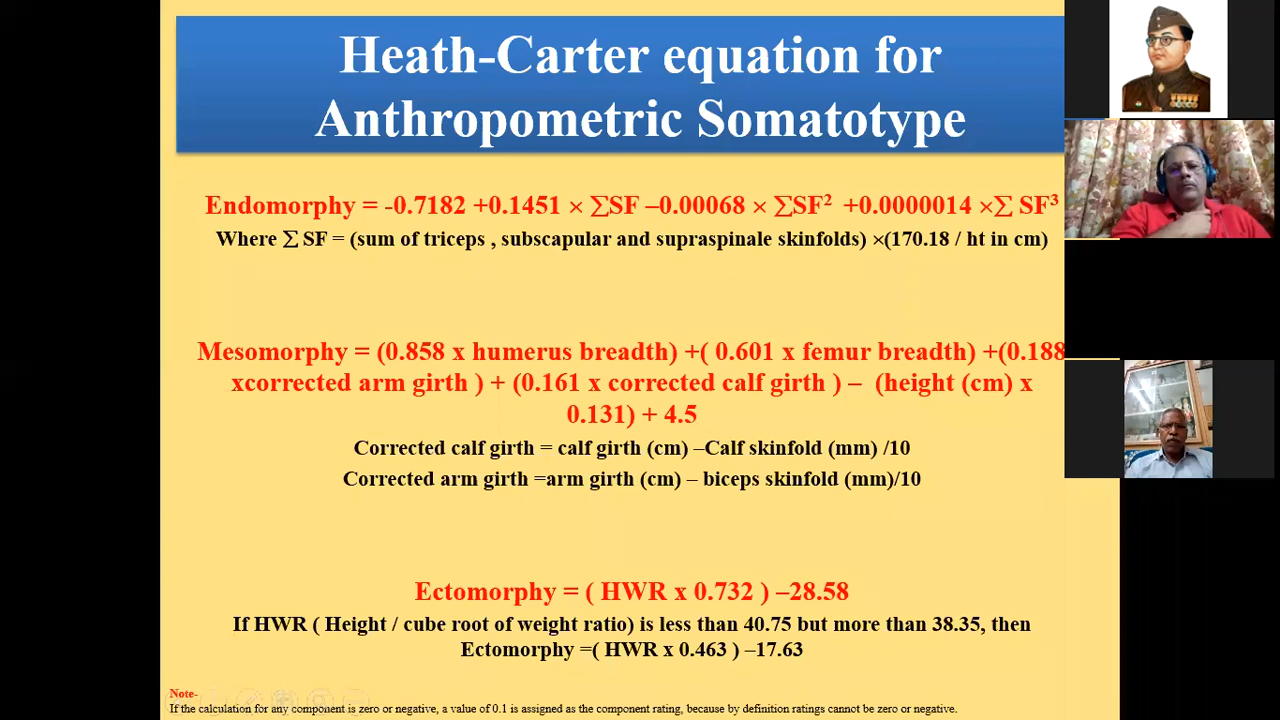 Heath-Carter equation for
Anthropometric Somatotype
Endomorphy = -0.7182 +0.1451 × ∑SF –0.00068 × ∑SF² +0.0000014 ×∑ SF³
Where ∑ SF = (sum of triceps , subscapular and supraspinale skinfolds) ×(170.18 / ht in cm)
Mesomorphy = (0.858 x humerus breadth) +( 0.601 x femur breadth) +(0.188
xcorrected arm girth ) + (0.161 x corrected calf girth ) – (height (cm) x
0.131) + 4.5
Corrected calf girth = calf girth (cm) –Calf skinfold (mm) /10
Corrected arm girth =arm girth (cm) – biceps skinfold (mm)/10
Ectomorphy = ( HWR x 0.732 ) –28.58
If HWR ( Height / cube root of weight ratio) is less than 40.75 but more than 38.35, then
Ectomorphy =( HWR x 0.463 ) –17.63
Note-
If the calculation for any component is zero or negative, a value of 0.1 is assigned as the component rating, because by definition ratings cannot be zero or negative.